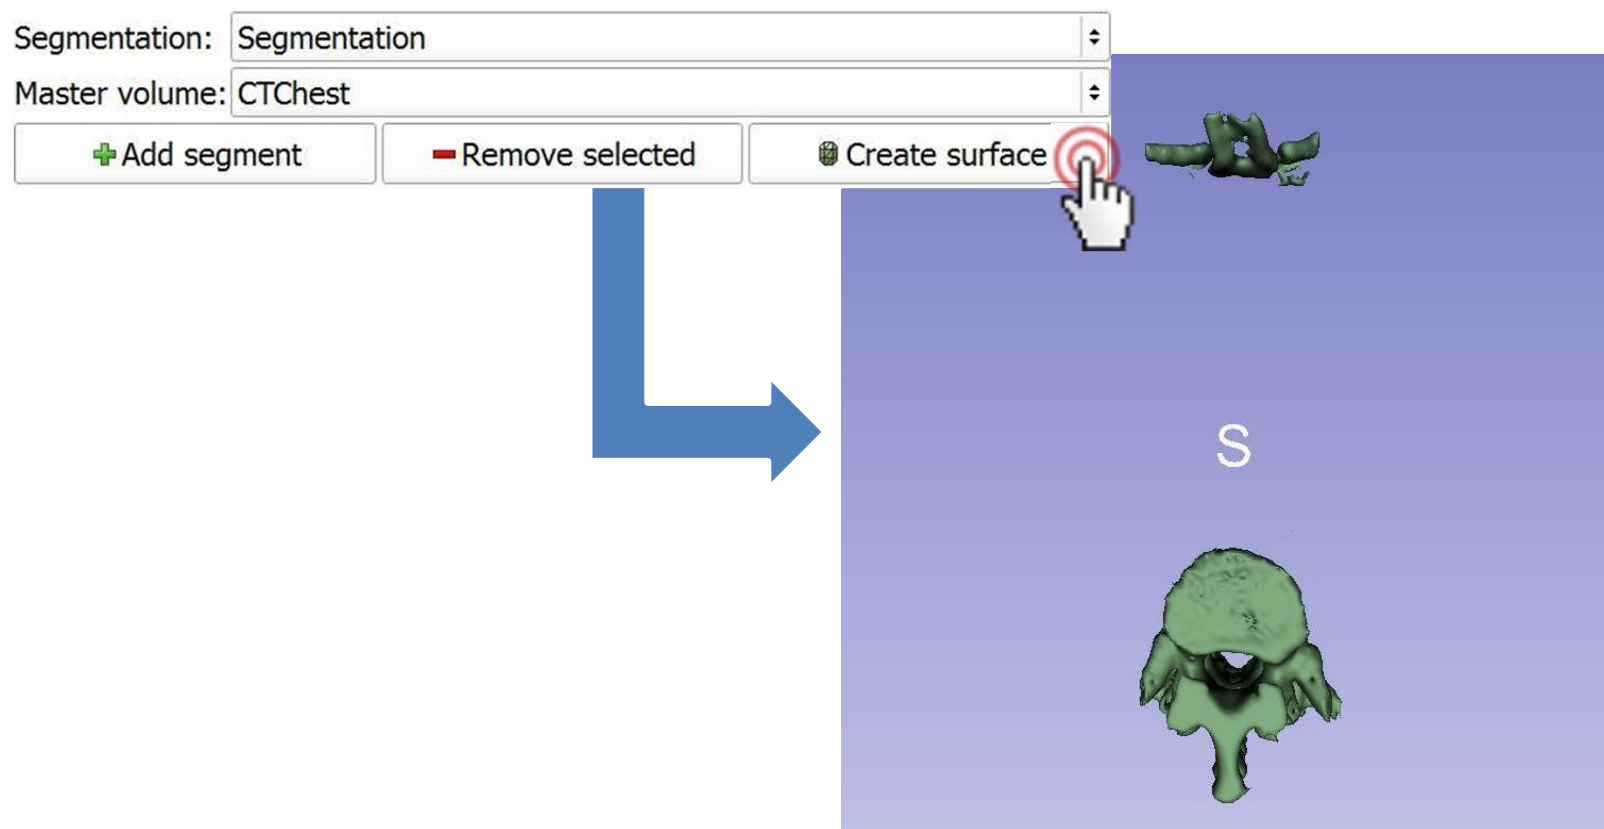 Segmentation: Segmentation
Master volume: CTChest
Add segment Remove selected Create surface
S